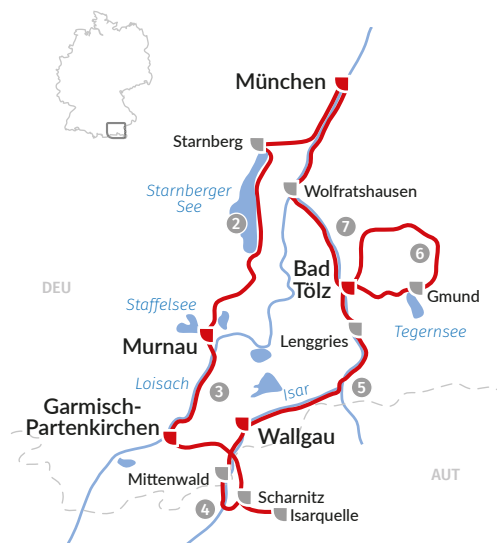 München
Starnberg
Starnberger
See
Wolfratshausen
2
7
6
Bad
Tölz
DEU
Gmund
Staffelsee
Tegernsee
Murnau
Lenggries
Loisach
3
Isar
5
Garmisch-
Partenkirchen
Wallgau
Mittenwald
AUT
Scharnitz
4
Isarquelle